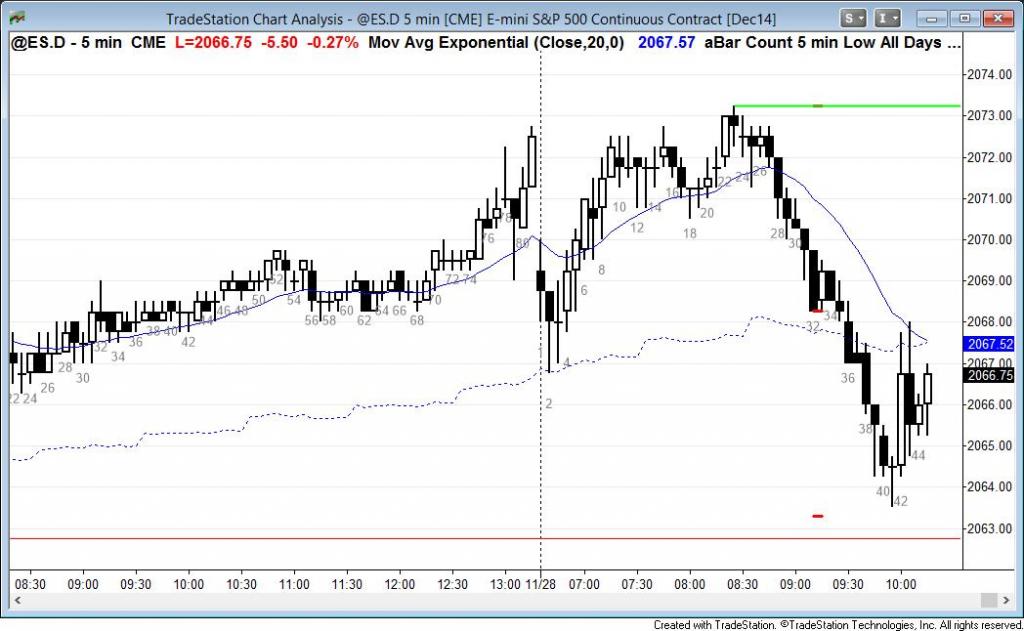 TradeStation Chart Analysis - @ES.D 5 min [CME] E-mini S&P 500 Continuous Contract [Dec14]
S
I
@ES.D - 5 min CME L=2066.75 -5.50 -0.27% Mov Avg Exponential (Close,20,0) 2067.57 aBar Count 5 min Low All Days ...
2074.00
2073.00
2072.00
2071.00
2070.00
2069.00
2068.00
2067.52
2067.00
2066.75
2066.00
2065.00
2064.00
2063.00
24 26 28 30 32 34 36 38 40 42 44 46 48 50 52 54 56 58 60 62 64 66 68 70 72 74 76 78 80
2 4 6 8 10 12 14 16 18 20 22 24 26 28 30 32 34 36 38 40 42 44
08:30 09:00 09:30 10:00 10:30 11:00 11:30 12:00 12:30 13:00 11/28 07:00 07:30 08:00 08:30 09:00 09:30 10:00
Created with TradeStation. ©TradeStation Technologies, Inc. All rights reserved.